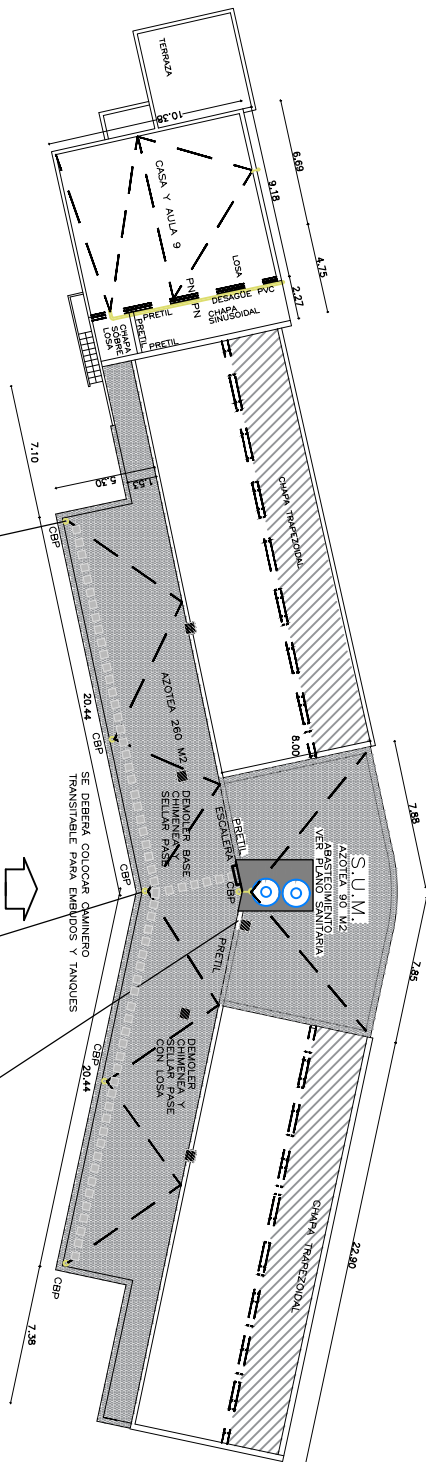 TERRAZA
10.38
6.69
9.18
4.75
2.27
CASA Y AULA 9
LOSA
DESAGÜE PVC
PN
PN
CHAPA
SINUSOIDAL
PRETIL
PRETIL
PRETIL
CHAPA
SOBRE
LOSA
7.10
5.30
1.53
CBP
CHAPA TRAPEZOIDAL
AZOTEA 260 M2
20.44
CBP
8.00
7.88
7.85
S.U.M.
AZOTEA 90 M2
ABASTECIMIENTO
VER PLANO SANITARIA
PRETIL
ESCALERA
CBP
DEMOLER BASE
CHIMENEA Y
SELLAR PASE
CBP
SE DEBERA COLOCAR CAMINERO
TRANSITABLE PARA EMBUDOS Y TANQUES
PRETIL
DEMOLER
CHIMENEA Y
SELLAR PASE
CON LOSA
CBP
20.44
CHAPA TRAPEZOIDAL
22.90
CBP
7.38